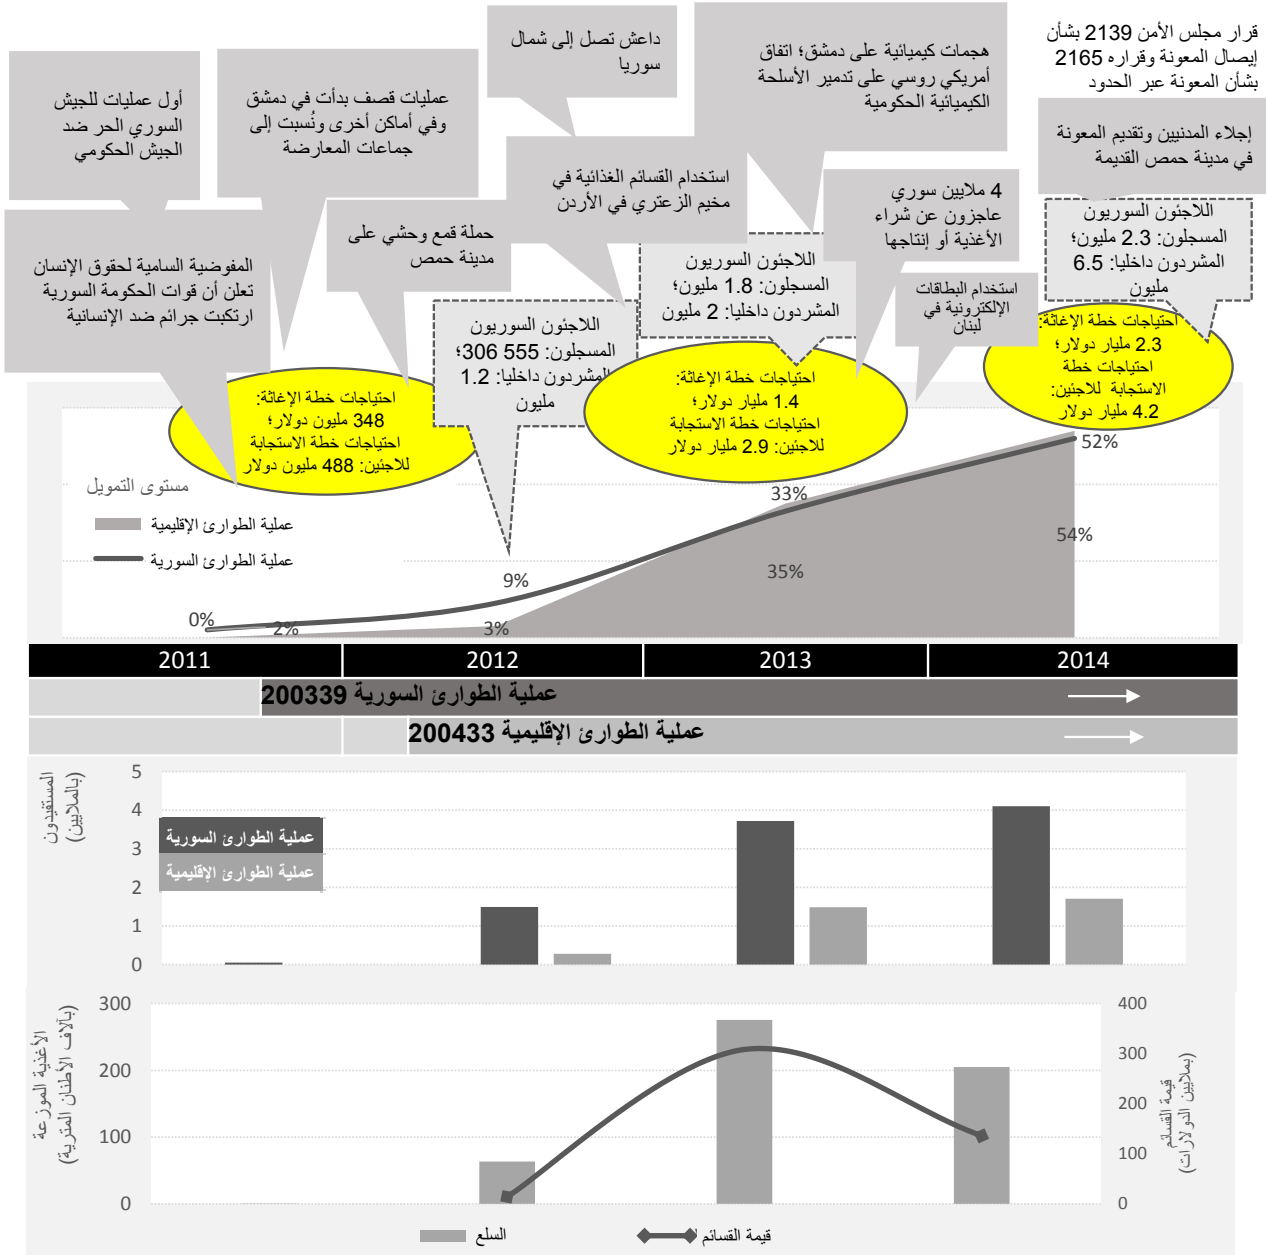 قرار مجلس الأمن 2139 بشأن
إيصال المعونة وقراره 2165
بشأن المعونة عبر الحدود
إجلاء المدنيين وتقديم المعونة
في مدينة حمص القديمة
هجمات كيميائية على دمشق؛ اتفاق
أمريكي روسي على تدمير الأسلحة
الكيميائية الحكومية
داعش تصل إلى شمال
سوريا
عمليات قصف بدأت في دمشق
وفي أماكن أخرى ونُسبت إلى
جماعات المعارضة
أول عمليات للجيش
السوري الحر ضد
الجيش الحكومي
4 ملايين سوري
عاجزون عن شراء
الأغذية أو إنتاجها
استخدام القسائم الغذائية في
مخيم الزعتري في الأردن
حملة قمع وحشي على
مدينة حمص
المفوضية السامية لحقوق الإنسان
تعلن أن قوات الحكومة السورية
ارتكبت جرائم ضد الإنسانية
اللاجئون السوريون
المسجلون: 2.3 مليون؛
المشردون داخليا: 6.5
مليون
استخدام البطاقات
الإلكترونية في
لبنان
اللاجئون السوريون
المسجلون: 1.8 مليون؛
المشردون داخليا: 2 مليون
اللاجئون السوريون
المسجلون: 555 306؛
المشردون داخليا: 1.2
مليون
احتياجات خطة الإغاثة:
2.3 مليار دولار؛
احتياجات خطة
الاستجابة للاجئين:
4.2 مليار دولار
احتياجات خطة الإغاثة:
1.4 مليار دولار؛
احتياجات خطة الاستجابة
للاجئين: 2.9 مليار دولار
احتياجات خطة الإغاثة:
348 مليون دولار؛
احتياجات خطة الاستجابة
للاجئين: 488 مليون دولار
مستوى التمويل
عملية الطوارئ الإقليمية
عملية الطوارئ السورية
0%
2%
9%
3%
33%
35%
52%
54%
2011
2012
2013
2014
عملية الطوارئ السورية 200339
عملية الطوارئ الإقليمية 200433
المستفيدون
(بالملايين)
5
4
3
2
1
0
عملية الطوارئ السورية
عملية الطوارئ الإقليمية
الأغذية الموزعة
(بآلاف الأطنان المترية)
300
200
100
0
400
300
200
100
0
قيمة القسائم
(بملايين الدولارات)
السلع
قيمة القسائم